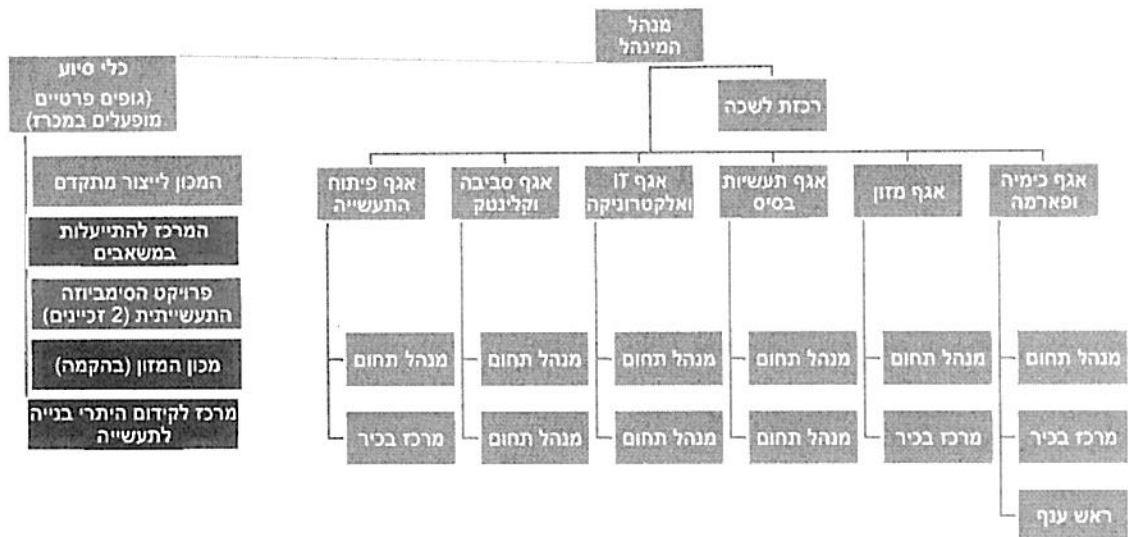 מנהל
המינהל
רכזת לשכה
אגף כימיה
ופארמה
אגף מזון
אגף תעשיות
בסיס
אגף IT
ואלקטרוניקה
אגף סביבה
וקלינטק
אגף פיתוח
התעשייה
מנהל תחום
מנהל תחום
מנהל תחום
מנהל תחום
מנהל תחום
מנהל תחום
מרכז בכיר
מרכז בכיר
מנהל תחום
מנהל תחום
מנהל תחום
מרכז בכיר
ראש ענף
כלי סיוע
(גופים פרטיים
מופעלים במכרז)
המכון לייצור מתקדם
המרכז להתייעלות
במשאבים
פרויקט הסימביוזה
התעשייתית (2 זכיינים)
מכון המזון (בהקמה)
מרכז לקידום היתרי בנייה
לתעשייה